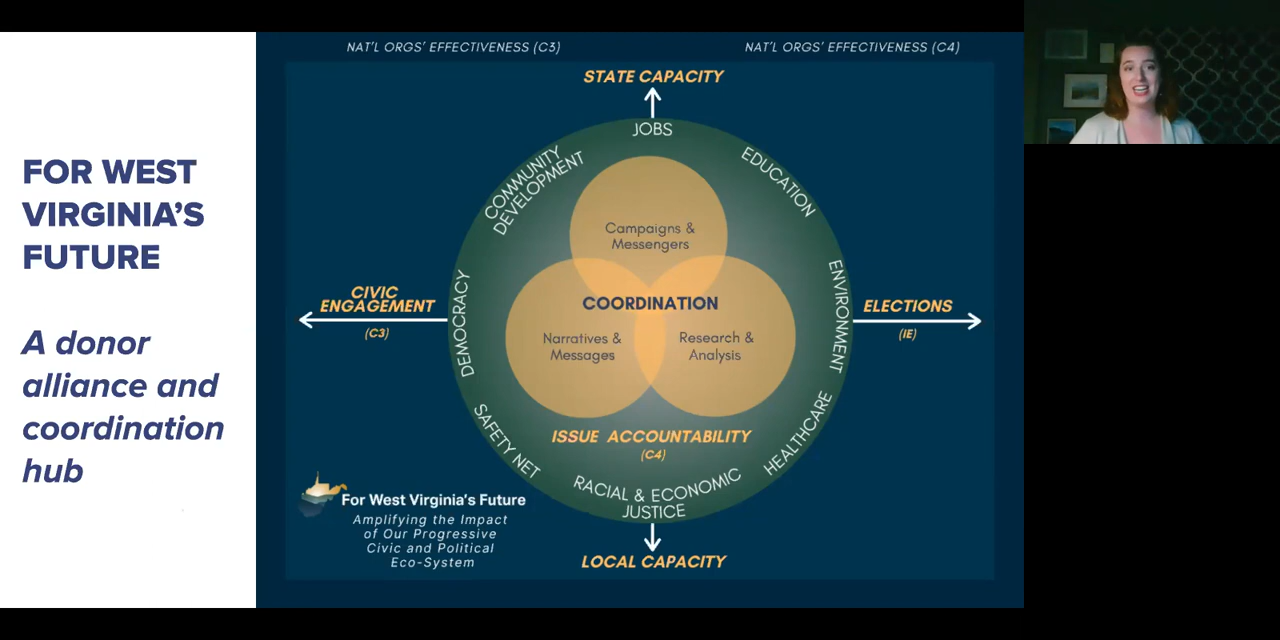 FOR WEST
VIRGINIA'S
FUTURE
A donor
alliance and
coordination
hub
NAT'L ORGS' EFFECTIVENESS (C3)
NAT'L ORGS' EFFECTIVENESS (C4)
STATE CAPACITY
JOBS
COMMUNITY
DEVELOPMENT
EDUCATION
Campaigns &
Messengers
DEMOCRACY
ENVIRONMENT
CIVIC
ENGAGEMENT
(C3)
COORDINATION
ELECTIONS
(IE)
Narratives &
Messages
Research &
Analysis
SAFETY NET
HEALTHCARE
ISSUE ACCOUNTABILITY
(C4)
RACIAL & ECONOMIC
JUSTICE
For West Virginia's Future
Amplifying the Impact
of Our Progressive
Civic and Political
Eco-System
LOCAL CAPACITY